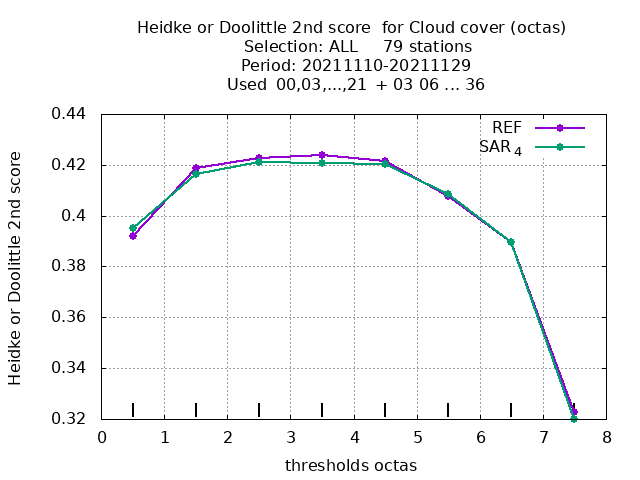 Heidke or Doolittle 2nd score  for Cloud cover (octas)
Selection: ALL     79 stations
Period: 20211110-20211129
Used  00,03,...,21  + 03 06 ... 36
REF
SAR 4
Heidke or Doolittle 2nd score
0.44
0.42
0.4
0.38
0.36
0.34
0.32
0 1 2 3 4 5 6 7 8
thresholds octas